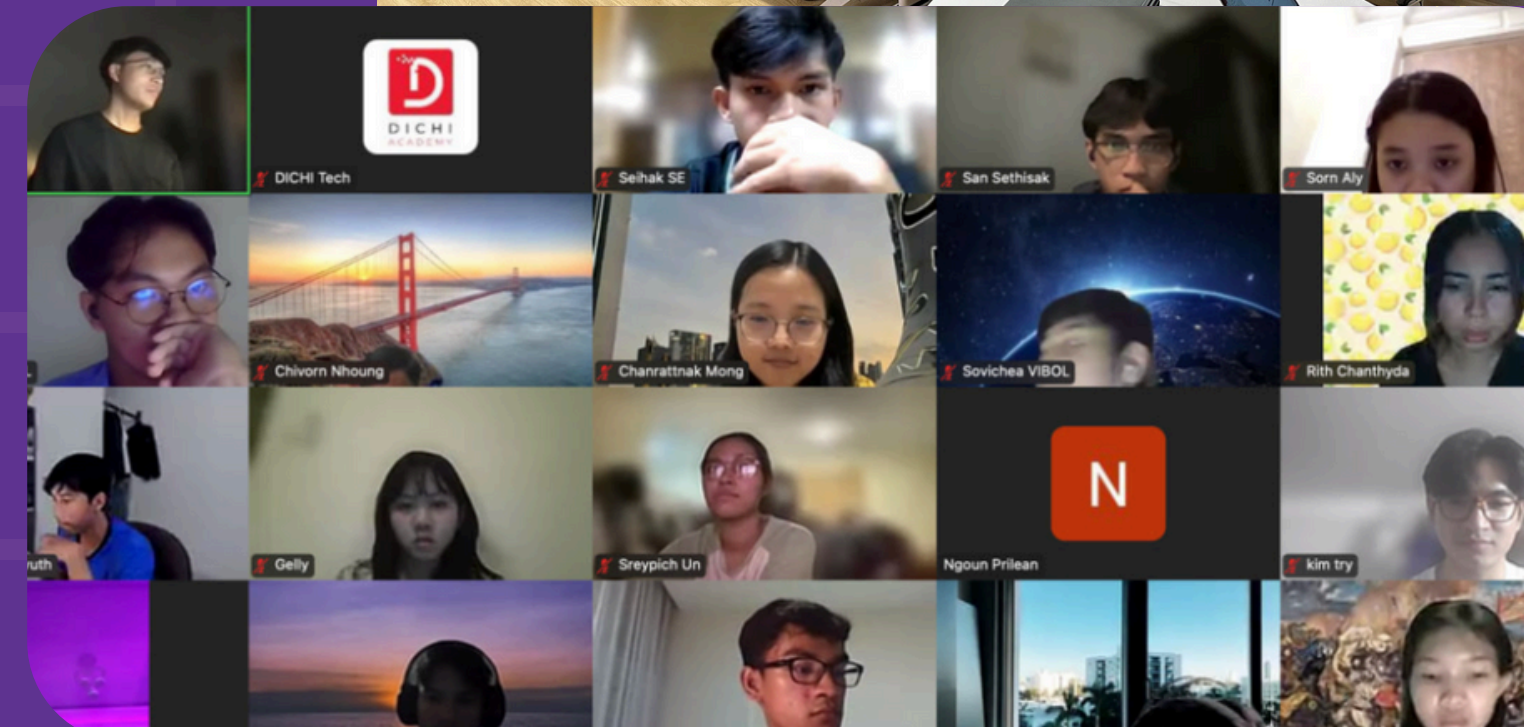 D
DICHI
ACADEMY
DICHI Tech
Seihak SE
San Sethisak
Sorn Aly
Chivorn Nhoung
Chanrattnak Mong
Sovichea VIBOL
Rith Chanthyda
N
vuth
Gelly
Sreypich Un
Ngoun Prilean
kim try